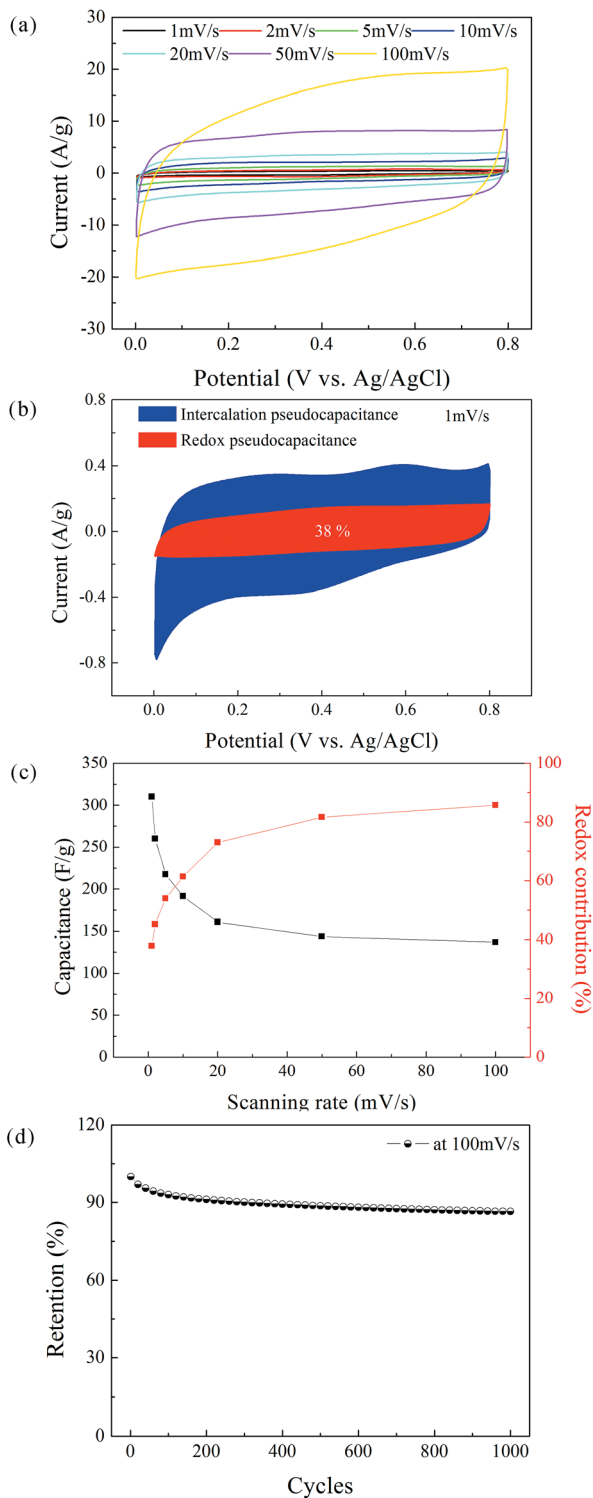 (a)
1mV/s 2mV/s 5mV/s 10mV/s
20mV/s 50mV/s 100mV/s
30
20
10
0
-10
-20
-30
Current (A/g)
0.0 0.2 0.4 0.6 0.8
Potential (V vs. Ag/AgCl)
(b)
Intercalation pseudocapacitance 1mV/s
Redox pseudocapacitance
38 %
0.8
0.4
0.0
-0.4
-0.8
Current (A/g)
0.0 0.2 0.4 0.6 0.8
Potential (V vs. Ag/AgCl)
(c)
350
300
250
200
150
100
50
0
Capacitance (F/g)
100
80
60
40
20
0
Redox contribution (%)
0 20 40 60 80 100
Scanning rate (mV/s)
(d)
at 100mV/s
120
90
60
30
0
Retention (%)
0 200 400 600 800 1000
Cycles